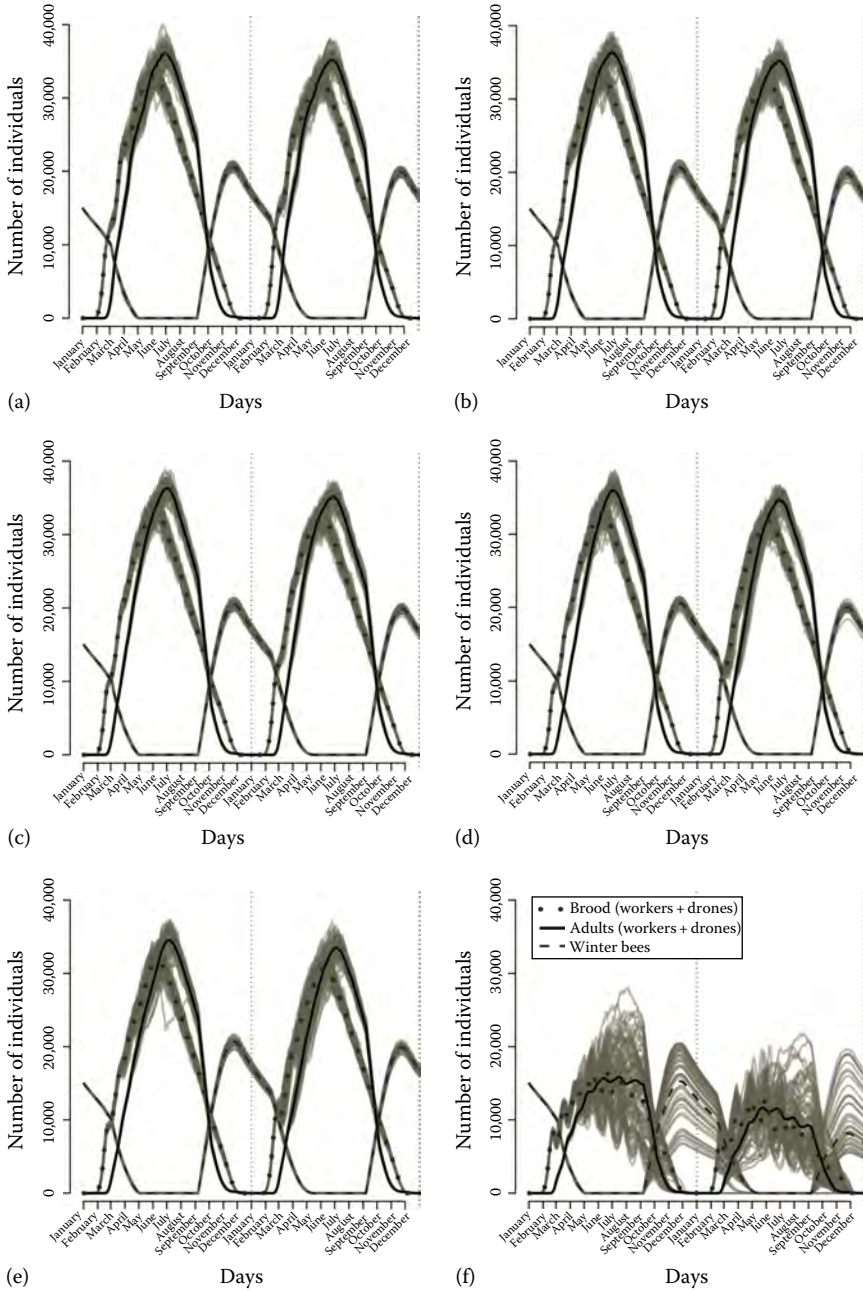 Number of individuals
40,000
30,000
20,000
10,000
0
January
February
March
April
May
June
July
August
September
October
November
December
January
February
March
April
May
June
July
August
September
October
November
December
(a)
Days
Number of individuals
40,000
30,000
20,000
10,000
0
January
February
March
April
May
June
July
August
September
October
November
December
January
February
March
April
May
June
July
August
September
October
November
December
(b)
Days
Number of individuals
40,000
30,000
20,000
10,000
0
January
February
March
April
May
June
July
August
September
October
November
December
January
February
March
April
May
June
July
August
September
October
November
December
(c)
Days
Number of individuals
40,000
30,000
20,000
10,000
0
January
February
March
April
May
June
July
August
September
October
November
December
January
February
March
April
May
June
July
August
September
October
November
December
(d)
Days
Number of individuals
40,000
30,000
20,000
10,000
0
January
February
March
April
May
June
July
August
September
October
November
December
January
February
March
April
May
June
July
August
September
October
November
December
(e)
Days
Number of individuals
40,000
30,000
20,000
10,000
0
Brood (workers + drones)
Adults (workers + drones)
Winter bees
January
February
March
April
May
June
July
August
September
October
November
December
January
February
March
April
May
June
July
August
September
October
November
December
(f)
Days